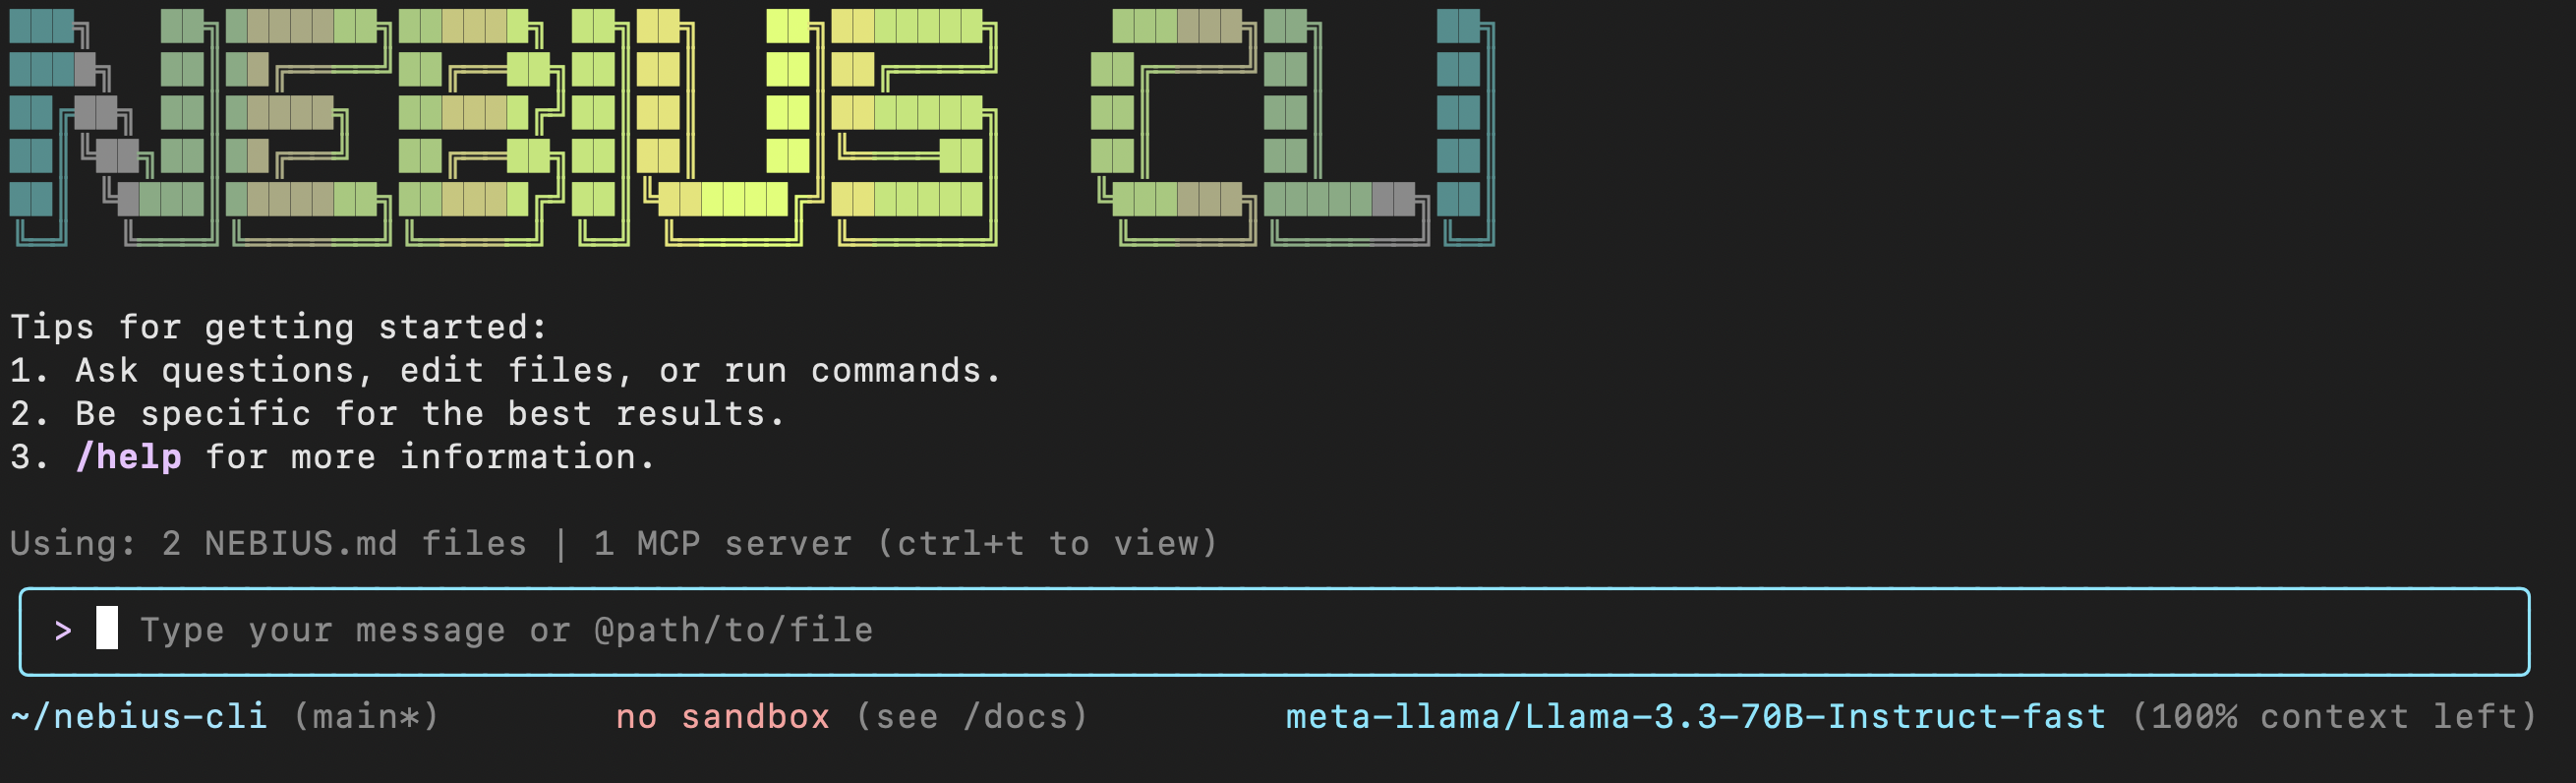 NEBIUS CLI
Tips for getting started:
1. Ask questions, edit files, or run commands.
2. Be specific for the best results.
3. /help for more information.
Using: 2 NEBIUS.md files | 1 MCP server (ctrl+t to view)
> Type your message or @path/to/file
~/nebius-cli (main*) no sandbox (see /docs) meta-llama/Llama-3.3-70B-Instruct-fast (100% context left)